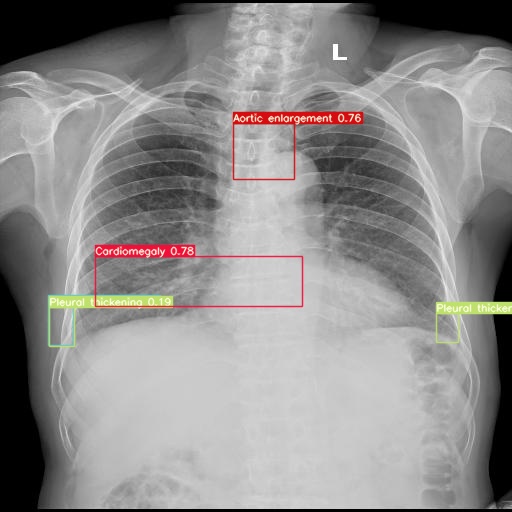 L
Aortic enlargement 0.76
Cardiomegaly 0.78
Pleural thickening 0.19
Pleural thicker